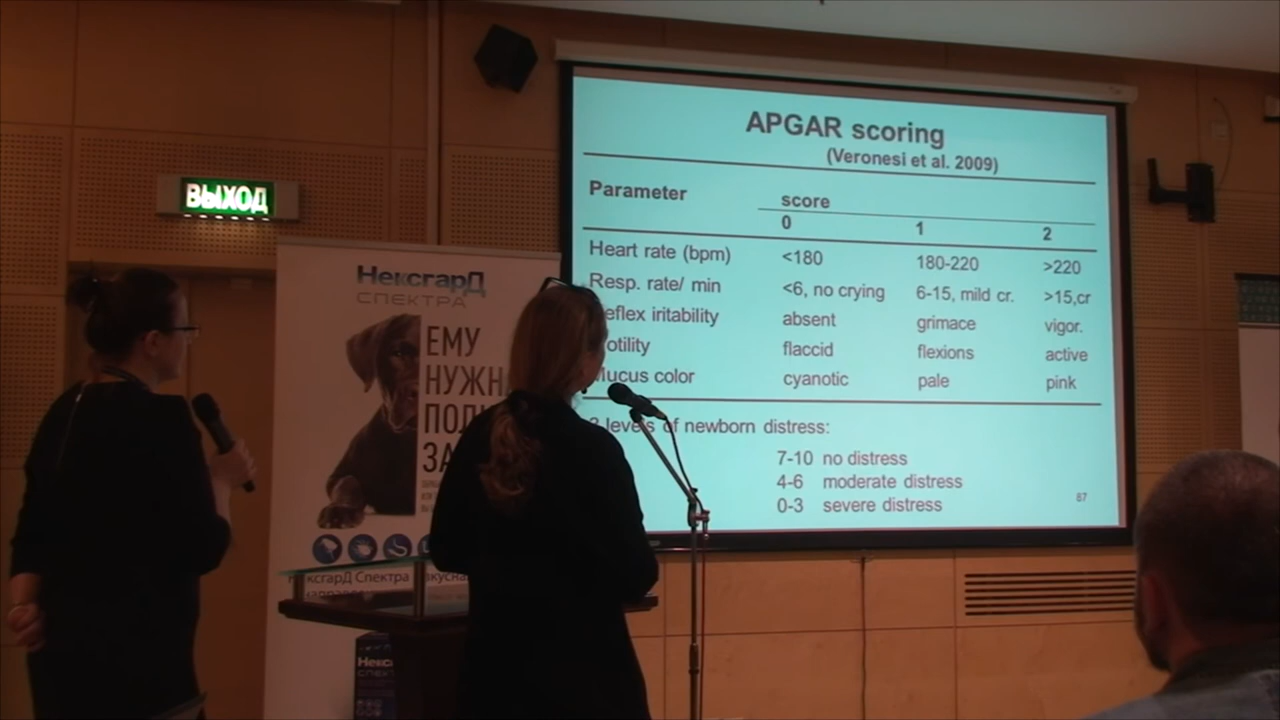 ВЫХОД
НексгарД
СПЕКТРА
ЕМУ
НУЖН
ПОЛ
ЗА
ксгарД Спектра
APGAR scoring
(Veronesi et al. 2009)
Parameter score
0 1 2
Heart rate (bpm) <180 180-220 >220
Resp. rate/ min <6, no crying 6-15, mild cr. >15,cr
eflex iritability absent grimace vigor.
otility flaccid flexions active
Mucus color cyanotic pale pink
3 levels of newborn distress:
7-10 no distress
4-6 moderate distress
0-3 severe distress
87